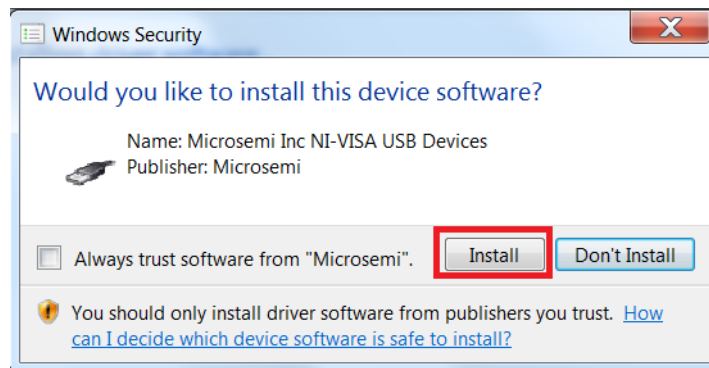 Windows Security
Would you like to install this device software?
Name: Microsemi Inc NI-VISA USB Devices
Publisher: Microsemi
Always trust software from "Microsemi".
Install
Don't Install
You should only install driver software from publishers you trust. How
can I decide which device software is safe to install?